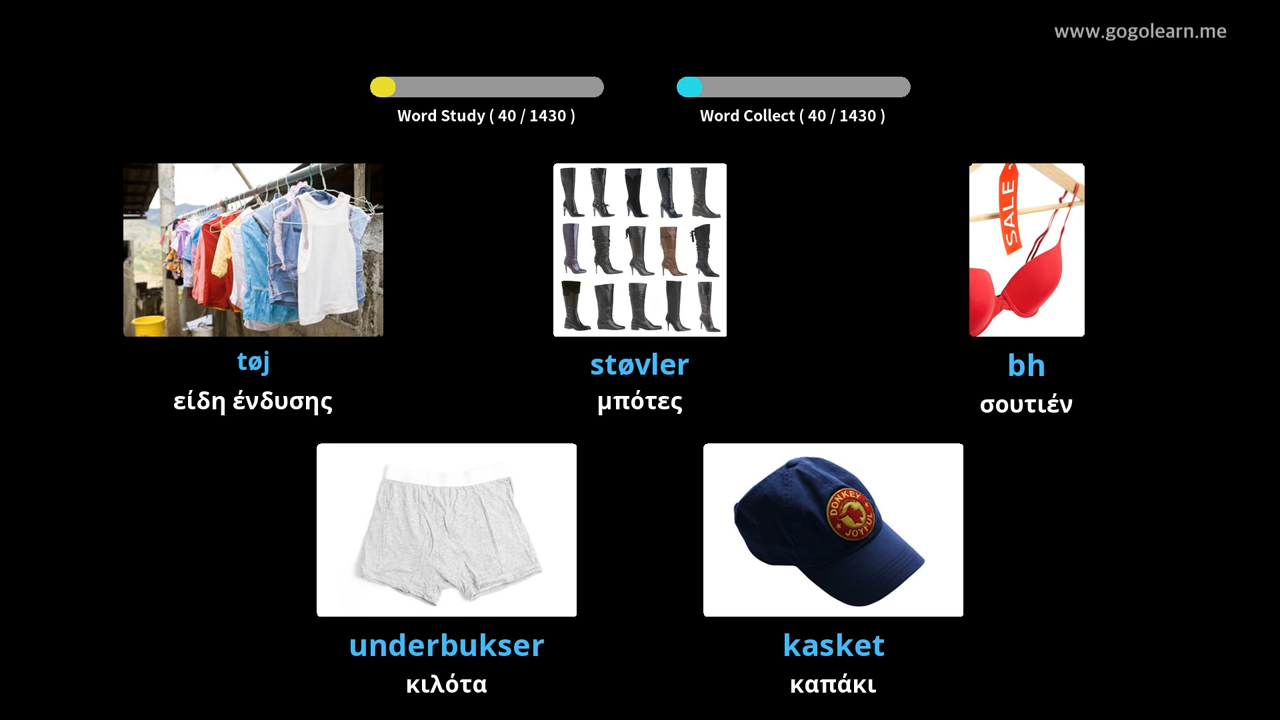 www.gogolearn.me
Word Study ( 40 / 1430 )
Word Collect ( 40 / 1430 )
SALE
tøj
είδη ένδυσης
støvler
μπότες
bh
σουτιέν
DONKEY
JOYFUL
underbukser
κιλότα
kasket
καπάκι